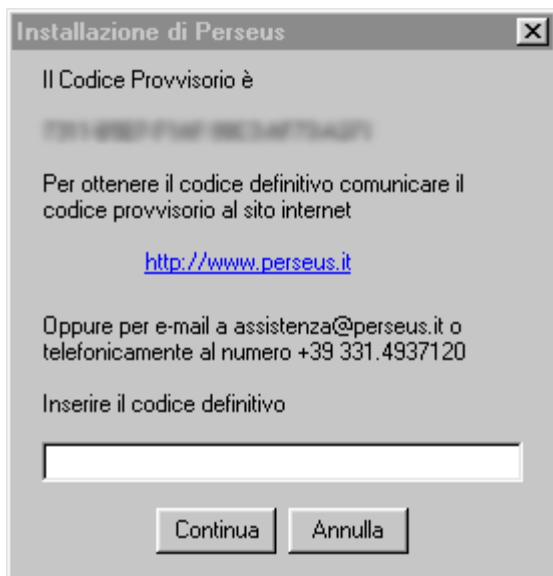 Installazione di Perseus
Il Codice Provvisorio è
Per ottenere il codice definitivo comunicare il
codice provvisorio al sito internet
http://www.perseus.it
Oppure per e-mail a assistenza@perseus.it o
telefonicamente al numero +39 331.4937120
Inserire il codice definitivo
Continua Annulla